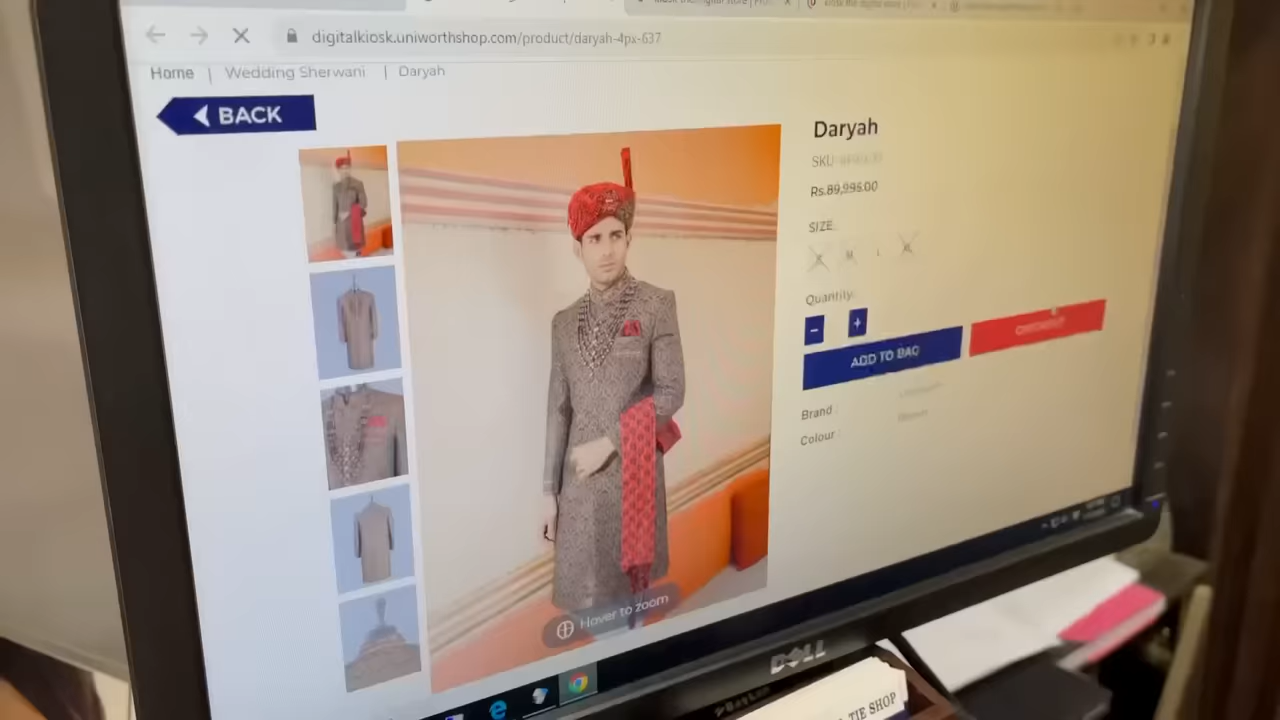 digitalkiosk.uniworthshop.com/product/daryah-4px-637
Home | Wedding Sherwani | Daryah
BACK
Daryah
SKU
Rs.89,995.00
SIZE
L
Quantity:
- +
ADD TO BAG
CHECKOUT
Brand :
Colour :
Hover to zoom
DELL
TIE SHOP